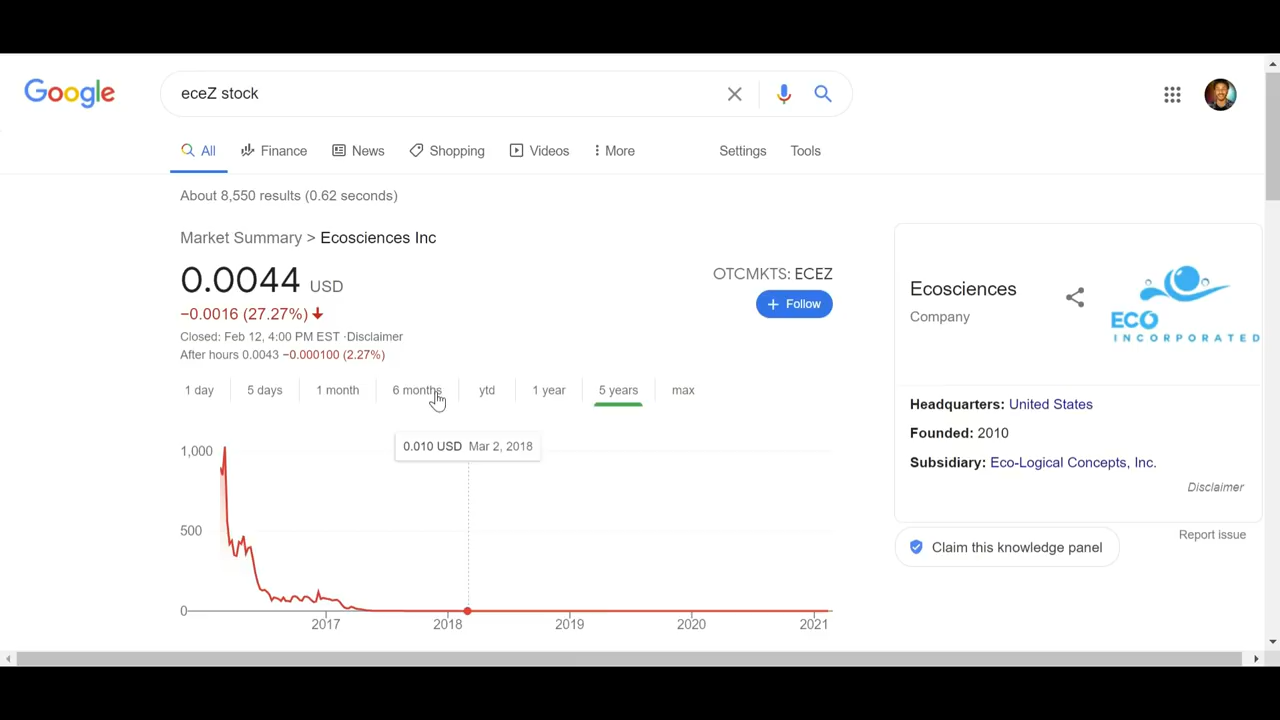 Google
eceZ stock
All Finance News Shopping Videos More Settings Tools
About 8,550 results (0.62 seconds)
Market Summary > Ecosciences Inc
0.0044 USD
OTCMKTS: ECEZ
−0.0016 (27.27%)
Follow
Closed: Feb 12, 4:00 PM EST ·Disclaimer
After hours 0.0043 −0.000100 (2.27%)
1 day 5 days 1 month 6 months ytd 1 year 5 years max
0.010 USD Mar 2, 2018
1,000
500
0
2017 2018 2019 2020 2021
Ecosciences
Company
ECO
INCORPORATED
Headquarters: United States
Founded: 2010
Subsidiary: Eco-Logical Concepts, Inc.
Disclaimer
Report issue
Claim this knowledge panel